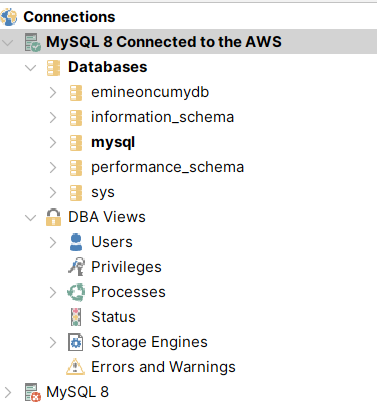 Connections
MySQL 8 Connected to the AWS
Databases
emineoncumydb
information_schema
mysql
performance_schema
sys
DBA Views
Users
Privileges
Processes
Status
Storage Engines
Errors and Warnings
MySQL 8